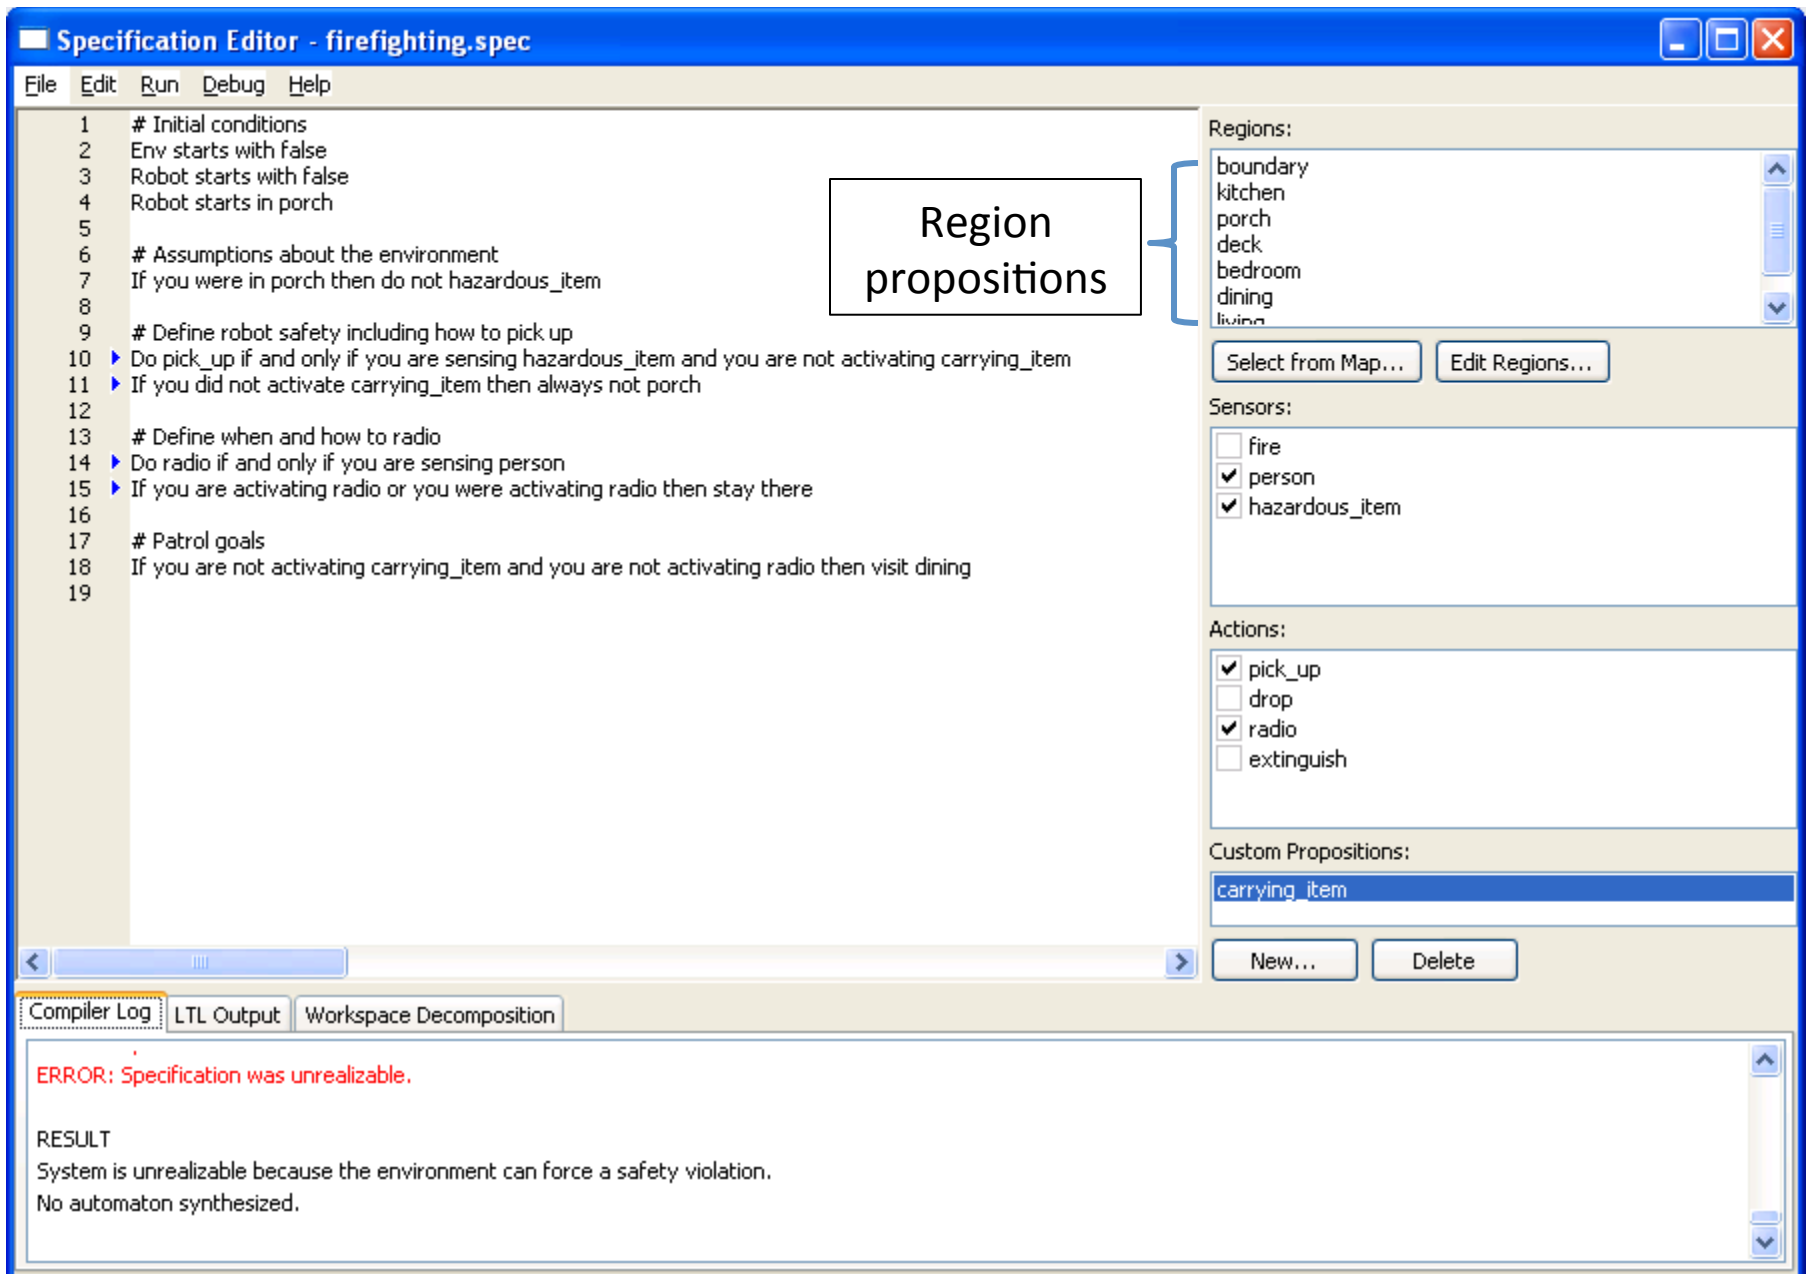 Specification Editor - firefighting.spec
File Edit Run Debug Help
1 # Initial conditions
2 Env starts with false
3 Robot starts with false
4 Robot starts in porch
5
6 # Assumptions about the environment
7 If you were in porch then do not hazardous_item
8
9 # Define robot safety including how to pick up
10 Do pick_up if and only if you are sensing hazardous_item and you are not activating carrying_item
11 If you did not activate carrying_item then always not porch
12
13 # Define when and how to radio
14 Do radio if and only if you are sensing person
15 If you are activating radio or you were activating radio then stay there
16
17 # Patrol goals
18 If you are not activating carrying_item and you are not activating radio then visit dining
19
Region
propositions
Regions:
boundary
kitchen
porch
deck
bedroom
dining
living
Select from Map... Edit Regions...
Sensors:
fire
person
hazardous_item
Actions:
pick_up
drop
radio
extinguish
Custom Propositions:
carrying_item
New... Delete
Compiler Log LTL Output Workspace Decomposition
ERROR: Specification was unrealizable.
RESULT
System is unrealizable because the environment can force a safety violation.
No automaton synthesized.